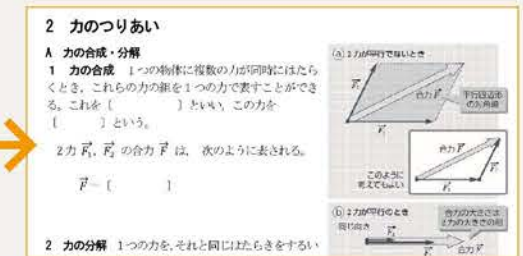 2 力のつりあい
A 力の合成・分解
1 力の合成 1つの物体に複数の力が同時にはたら
くとき，これらの力の組を1つの力で表すことができ
る。これを〔　　　〕といい，この力を
〔　　　〕という。
2力 F₁，F₂ の合力 F は，次のように表される。
F＝〔　　　〕
2 力の分解 1つの力を，それと同じはたらきをするい
(a) 2力が平行でないとき
F₂
合力F
F₁
平行四辺形
の対角線
合力F
F₂
F₁
このように
考えてもよい
(b) 2力が平行のとき
同じ向き
F₁
F₂
合力F
合力の大きさは
2力の大きさの和